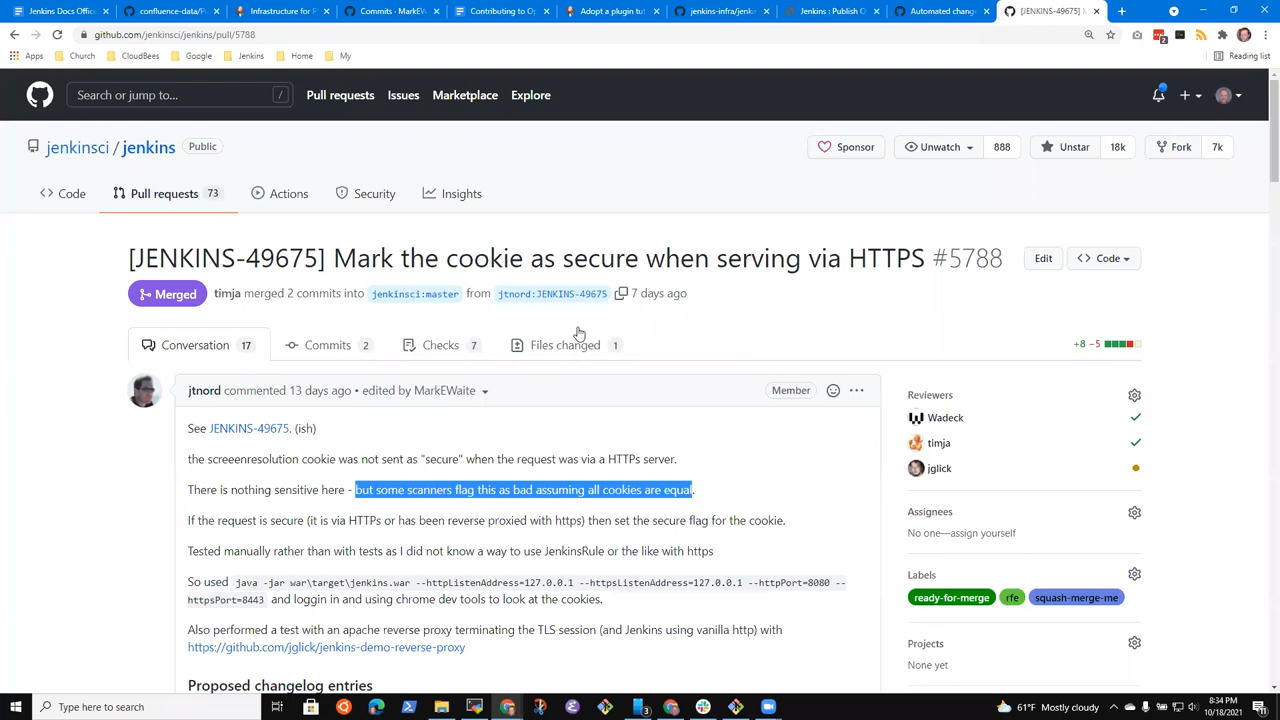 Jenkins Docs Office
confluence-data/Pu
Infrastructure for P
Commits · MarkEWa
Contributing to Op
Adopt a plugin tut
jenkins-infra/jenkin
Jenkins : Publish O
Automated change
[JENKINS-49675] M
github.com/jenkinsci/jenkins/pull/5788
Apps
Church
CloudBees
Google
Jenkins
Home
My
Reading list
Search or jump to...
/
Pull requests
Issues
Marketplace
Explore
jenkinsci / jenkins
Public
Sponsor
Unwatch
888
Unstar
18k
Fork
7k
Code
Pull requests 73
Actions
Security
Insights
[JENKINS-49675] Mark the cookie as secure when serving via HTTPS #5788
Edit
Code
Merged
timja merged 2 commits into jenkinsci:master from jtnord:JENKINS-49675 7 days ago
Conversation 17
Commits 2
Checks 7
Files changed 1
+8 −5
jtnord commented 13 days ago • edited by MarkEWaite
Member
See JENKINS-49675. (ish)
the screeenresolution cookie was not sent as "secure" when the request was via a HTTPs server.
There is nothing sensitive here - but some scanners flag this as bad assuming all cookies are equal.
If the request is secure (it is via HTTPs or has been reverse proxied with https) then set the secure flag for the cookie.
Tested manually rather than with tests as I did not know a way to use JenkinsRule or the like with https
So used java -jar war\target\jenkins.war --httpListenAddress=127.0.0.1 --httpsListenAddress=127.0.0.1 --httpPort=8080 --
httpsPort=8443 and loggin in and using chrome dev tools to look at the cookies.
Also performed a test with an apache reverse proxy terminating the TLS session (and Jenkins using vanilla http) with
https://github.com/jglick/jenkins-demo-reverse-proxy
Proposed changelog entries
Reviewers
Wadeck
timja
jglick
Assignees
No one—assign yourself
Labels
ready-for-merge
rfe
squash-merge-me
Projects
None yet
Type here to search
61°F Mostly cloudy
8:34 PM
10/18/2021